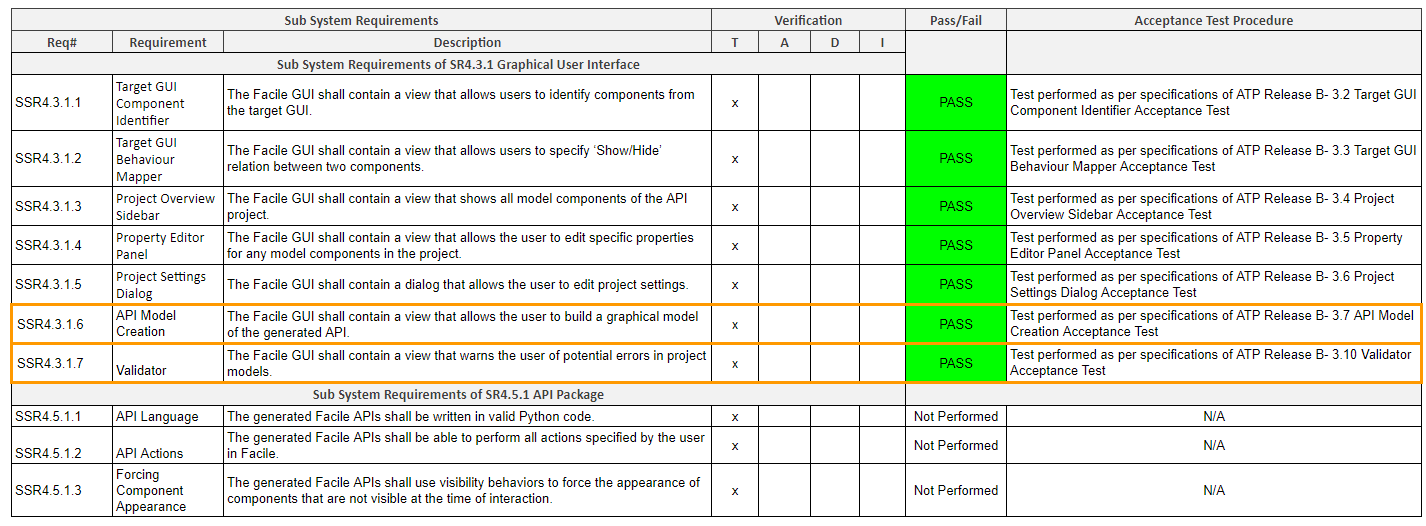 Sub System Requirements Verification Pass/Fail Acceptance Test Procedure
Req# Requirement Description T A D I
Sub System Requirements of SR4.3.1 Graphical User Interface
SSR4.3.1.1
Target GUI
Component
Identifier
The Facile GUI shall contain a view that allows users to identify components from
the target GUI.
x
PASS
Test performed as per specifications of ATP Release B- 3.2 Target GUI
Component Identifier Acceptance Test
SSR4.3.1.2
Target GUI
Behaviour
Mapper
The Facile GUI shall contain a view that allows users to specify ‘Show/Hide’
relation between two components.
x
PASS
Test performed as per specifications of ATP Release B- 3.3 Target GUI
Behaviour Mapper Acceptance Test
SSR4.3.1.3
Project Overview
Sidebar
The Facile GUI shall contain a view that shows all model components of the API
project.
x
PASS
Test performed as per specifications of ATP Release B- 3.4 Project
Overview Sidebar Acceptance Test
SSR4.3.1.4
Property Editor
Panel
The Facile GUI shall contain a view that allows the user to edit specific properties
for any model components in the project.
x
PASS
Test performed as per specifications of ATP Release B- 3.5 Property
Editor Panel Acceptance Test
SSR4.3.1.5
Project Settings
Dialog
The Facile GUI shall contain a dialog that allows the user to edit project settings.
x
PASS
Test performed as per specifications of ATP Release B- 3.6 Project
Settings Dialog Acceptance Test
SSR4.3.1.6
API Model
Creation
The Facile GUI shall contain a view that allows the user to build a graphical model
of the generated API.
x
PASS
Test performed as per specifications of ATP Release B- 3.7 API Model
Creation Acceptance Test
SSR4.3.1.7
Validator
The Facile GUI shall contain a view that warns the user of potential errors in project
models.
x
PASS
Test performed as per specifications of ATP Release B- 3.10 Validator
Acceptance Test
Sub System Requirements of SR4.5.1 API Package
SSR4.5.1.1
API Language
The generated Facile APIs shall be written in valid Python code.
x
Not Performed
N/A
SSR4.5.1.2
API Actions
The generated Facile APIs shall be able to perform all actions specified by the user
in Facile.
x
Not Performed
N/A
SSR4.5.1.3
Forcing
Component
Appearance
The generated Facile APIs shall use visibility behaviors to force the appearance of
components that are not visible at the time of interaction.
x
Not Performed
N/A